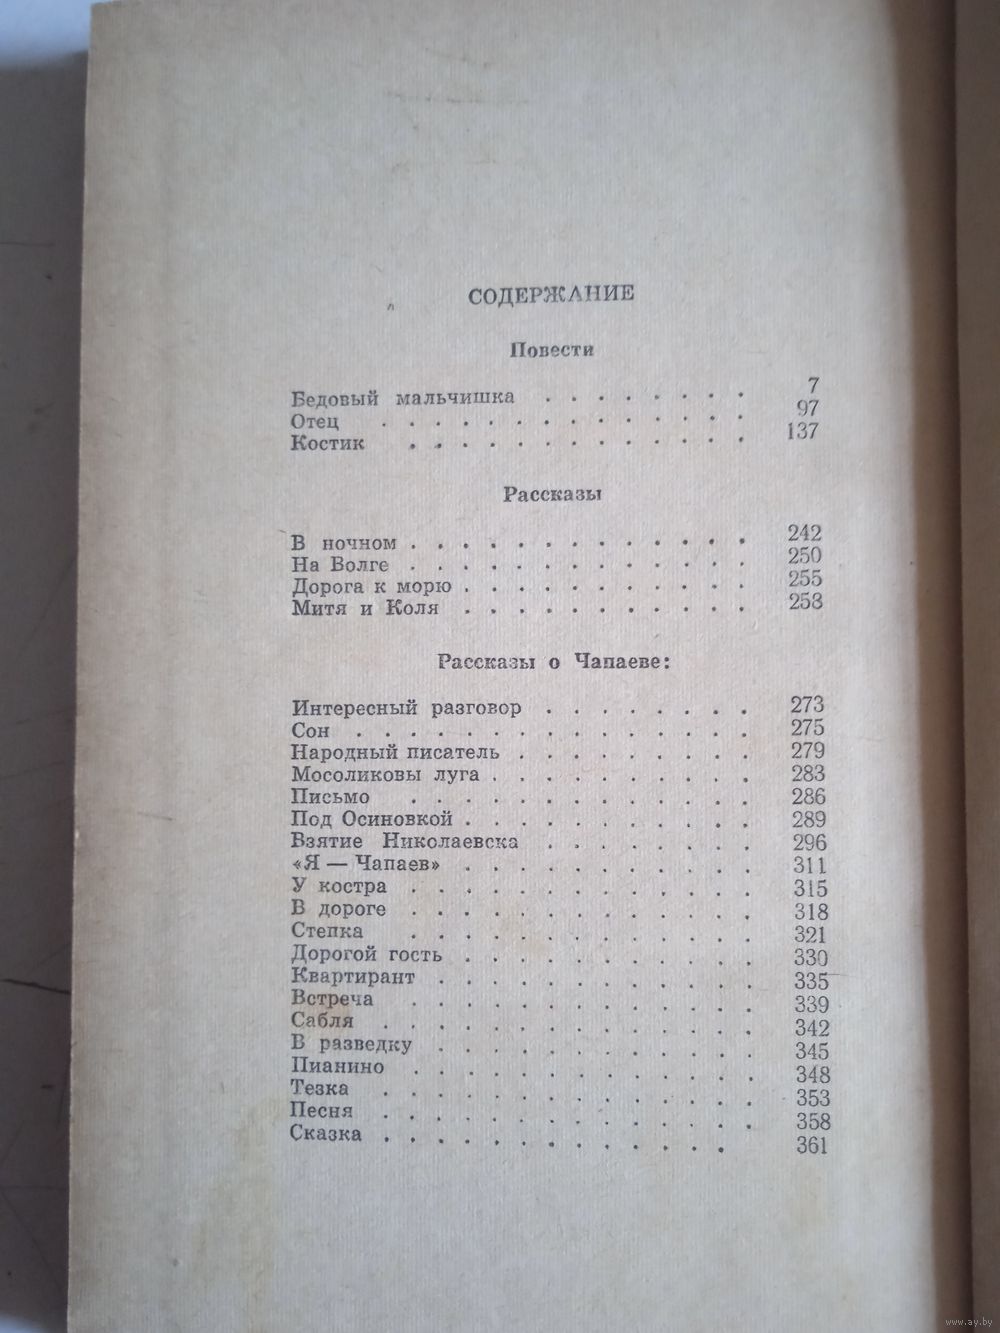 СОДЕРЖАНИЕ
Повести
Бедовый мальчишка . . . . . . . . 7
Отец . . . . . . . . . . . . . . 97
Костик . . . . . . . . . . . . . 137
Рассказы
В ночном . . . . . . . . . . . . . 242
На Волге . . . . . . . . . . . . . 250
Дорога к морю . . . . . . . . . . . 255
Митя и Коля . . . . . . . . . . . 258
Рассказы о Чапаеве:
Интересный разговор . . . . . . . . 273
Сон . . . . . . . . . . . . . . . 275
Народный писатель . . . . . . . . . 279
Мосоликовы луга . . . . . . . . . . 283
Письмо . . . . . . . . . . . . . 286
Под Осиновкой . . . . . . . . . . . 289
Взятие Николаевска . . . . . . . . 296
«Я — Чапаев» . . . . . . . . . . . 311
У костра . . . . . . . . . . . . . 315
В дороге . . . . . . . . . . . . . 318
Степка . . . . . . . . . . . . . 321
Дорогой гость . . . . . . . . . . . 330
Квартирант . . . . . . . . . . . . 335
Встреча . . . . . . . . . . . . . 339
Сабля . . . . . . . . . . . . . . 342
В разведку . . . . . . . . . . . . 345
Пианино . . . . . . . . . . . . . 348
Тезка . . . . . . . . . . . . . . 353
Песня . . . . . . . . . . . . . . 358
Сказка . . . . . . . . . . . . . 361
www.ay.by